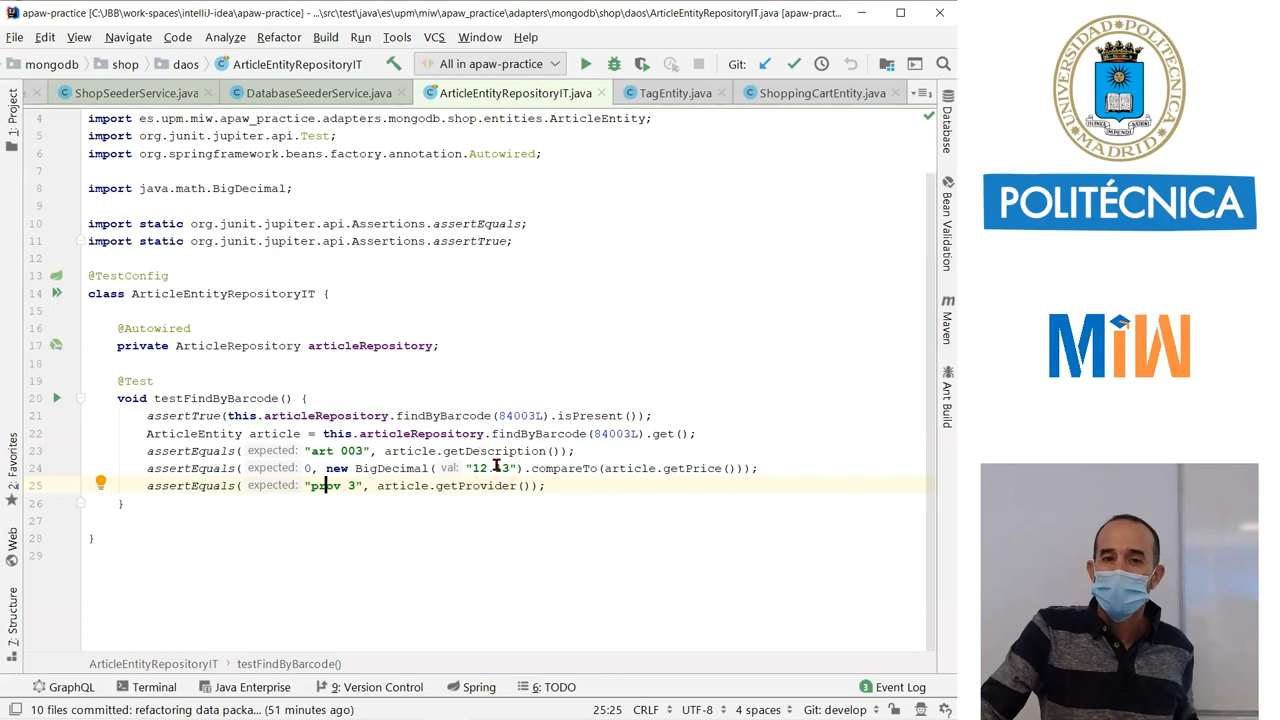 apaw-practice [C:\JBB\work-spaces\intelliJ-idea\apaw-practice] - ...\src\test\java\es\upm\miw\apaw_practice\adapters\mongodb\shop\daos\ArticleEntityRepositoryIT.java [apaw-pract...
File Edit View Navigate Code Analyze Refactor Build Run Tools VCS Window Help
mongodb shop daos ArticleEntityRepositoryIT All in apaw-practice Git:
ShopSeederService.java DatabaseSeederService.java ArticleEntityRepositoryIT.java TagEntity.java ShoppingCartEntity.java
4 import es.upm.miw.apaw_practice.adapters.mongodb.shop.entities.ArticleEntity;
5 import org.junit.jupiter.api.Test;
6 import org.springframework.beans.factory.annotation.Autowired;
7
8 import java.math.BigDecimal;
9
10 import static org.junit.jupiter.api.Assertions.assertEquals;
11 import static org.junit.jupiter.api.Assertions.assertTrue;
12
13 @TestConfig
14 class ArticleEntityRepositoryIT {
15
16 @Autowired
17 private ArticleRepository articleRepository;
18
19 @Test
20 void testFindByBarcode() {
21 assertTrue(this.articleRepository.findByBarcode(84003L).isPresent());
22 ArticleEntity article = this.articleRepository.findByBarcode(84003L).get();
23 assertEquals( expected: "art 003", article.getDescription());
24 assertEquals( expected: 0, new BigDecimal( val: "12.13").compareTo(article.getPrice()));
25 assertEquals( expected: "prov 3", article.getProvider());
26 }
27
28 }
29
ArticleEntityRepositoryIT testFindByBarcode()
GraphQL Terminal Java Enterprise 9: Version Control Spring 6: TODO 3 Event Log
10 files committed: refactoring data packa... (51 minutes ago) 25:25 CRLF UTF-8 4 spaces Git: develop
1: Project
2: Favorites
Web
7: Structure
Database
Bean Validation
m
Maven
Ant Build
UNIVERSIDAD POLITÉCNICA
MADRID
POLITÉCNICA
MiW